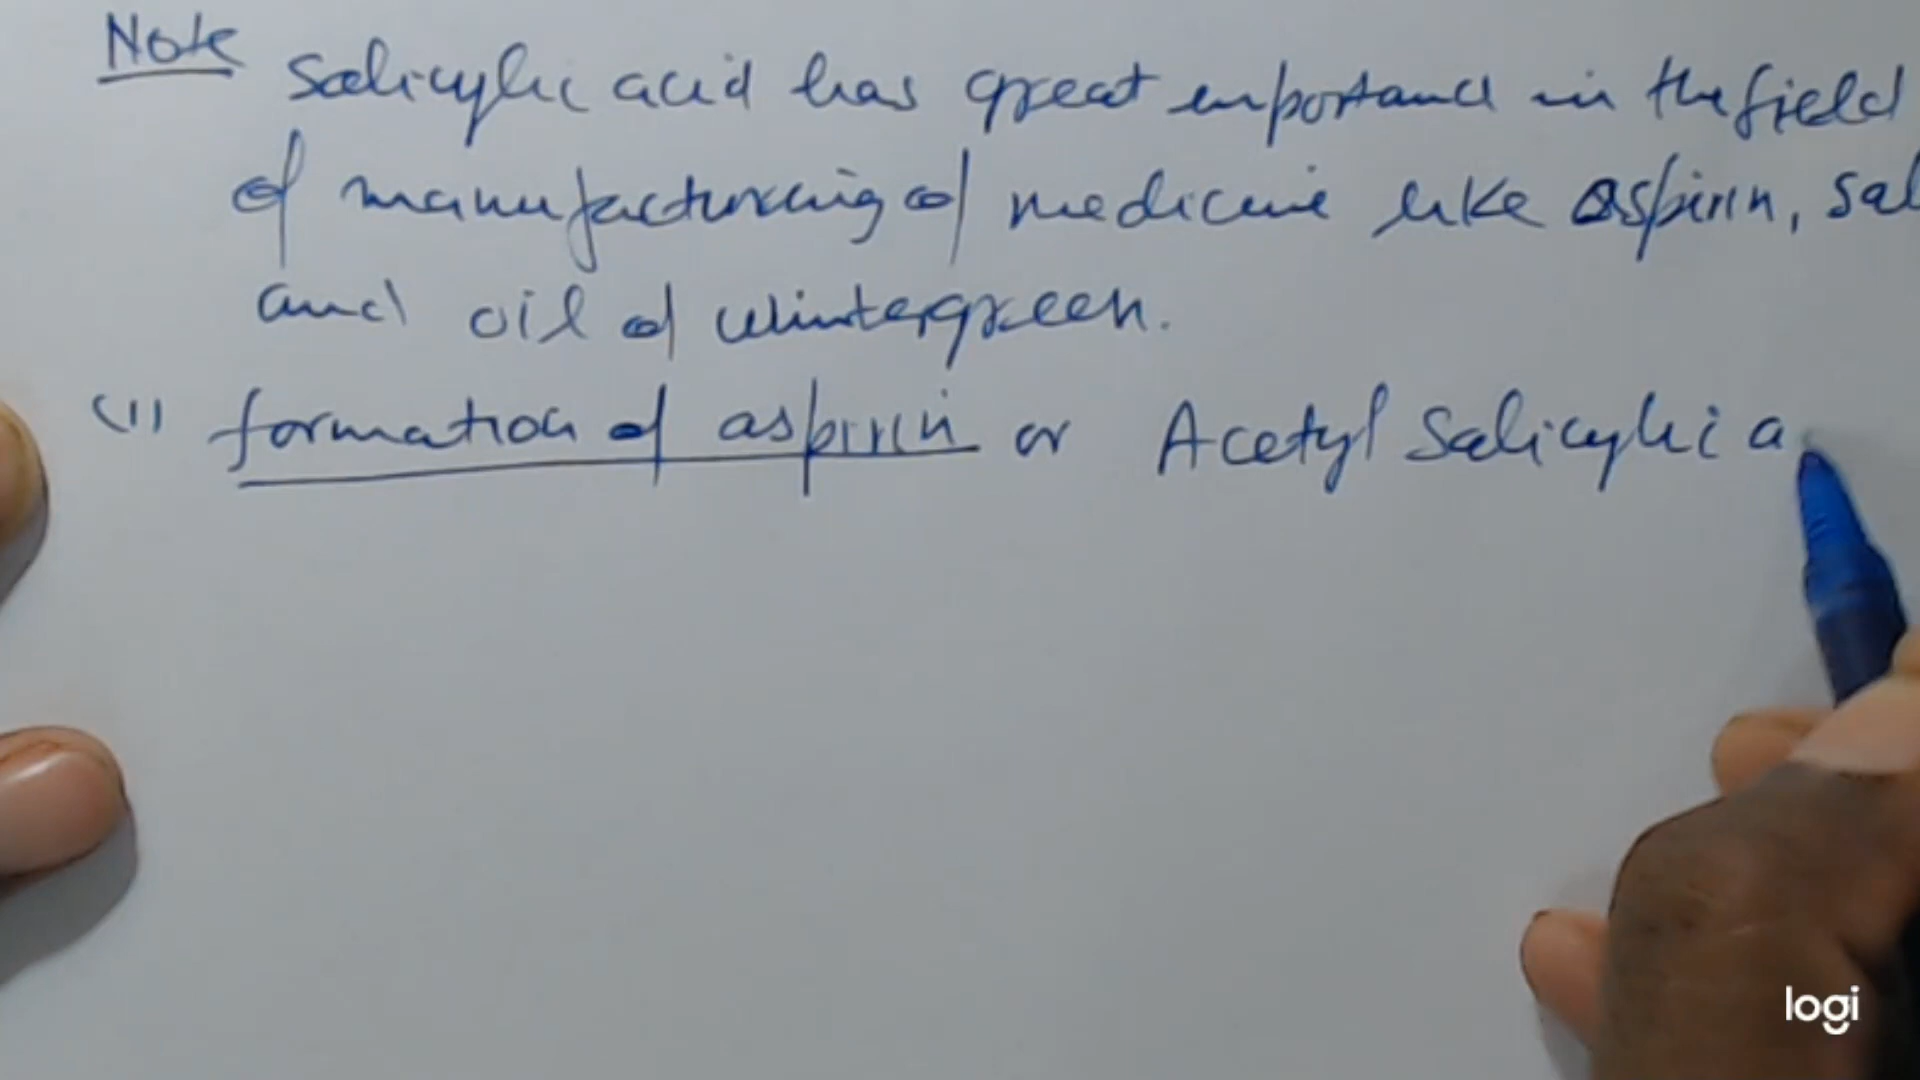 Note Salicylic acid has great importance in the field
of manufacturing of medicine like aspirin, sal
and oil of wintergreen.
(1) formation of aspirin or Acetyl Salicylic a
logi